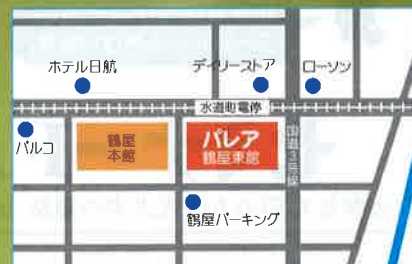 ホテル日航
デイリーストア
ローソン
水道町電停
パルコ
鶴屋
本館
パレア
鶴屋東館
国道3号線
鶴屋パーキング